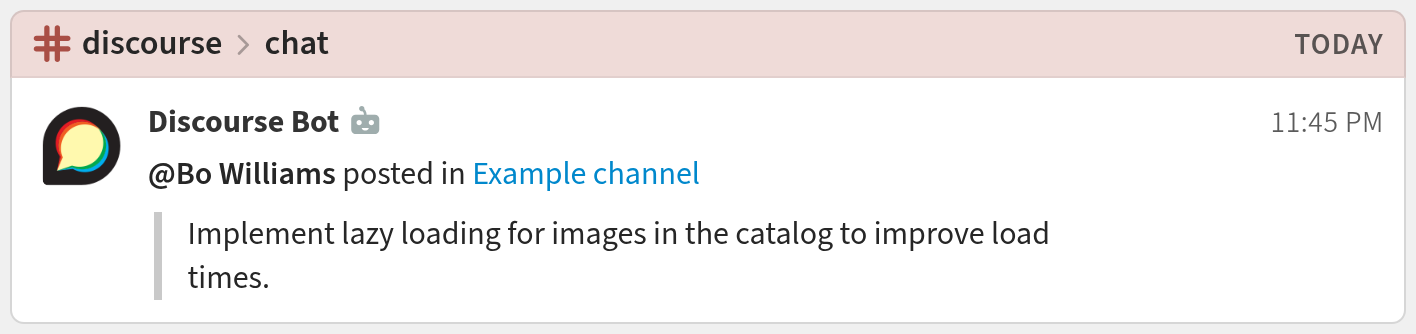 discourse > chat
TODAY
Discourse Bot
11:45 PM
@Bo Williams posted in Example channel
Implement lazy loading for images in the catalog to improve load
times.